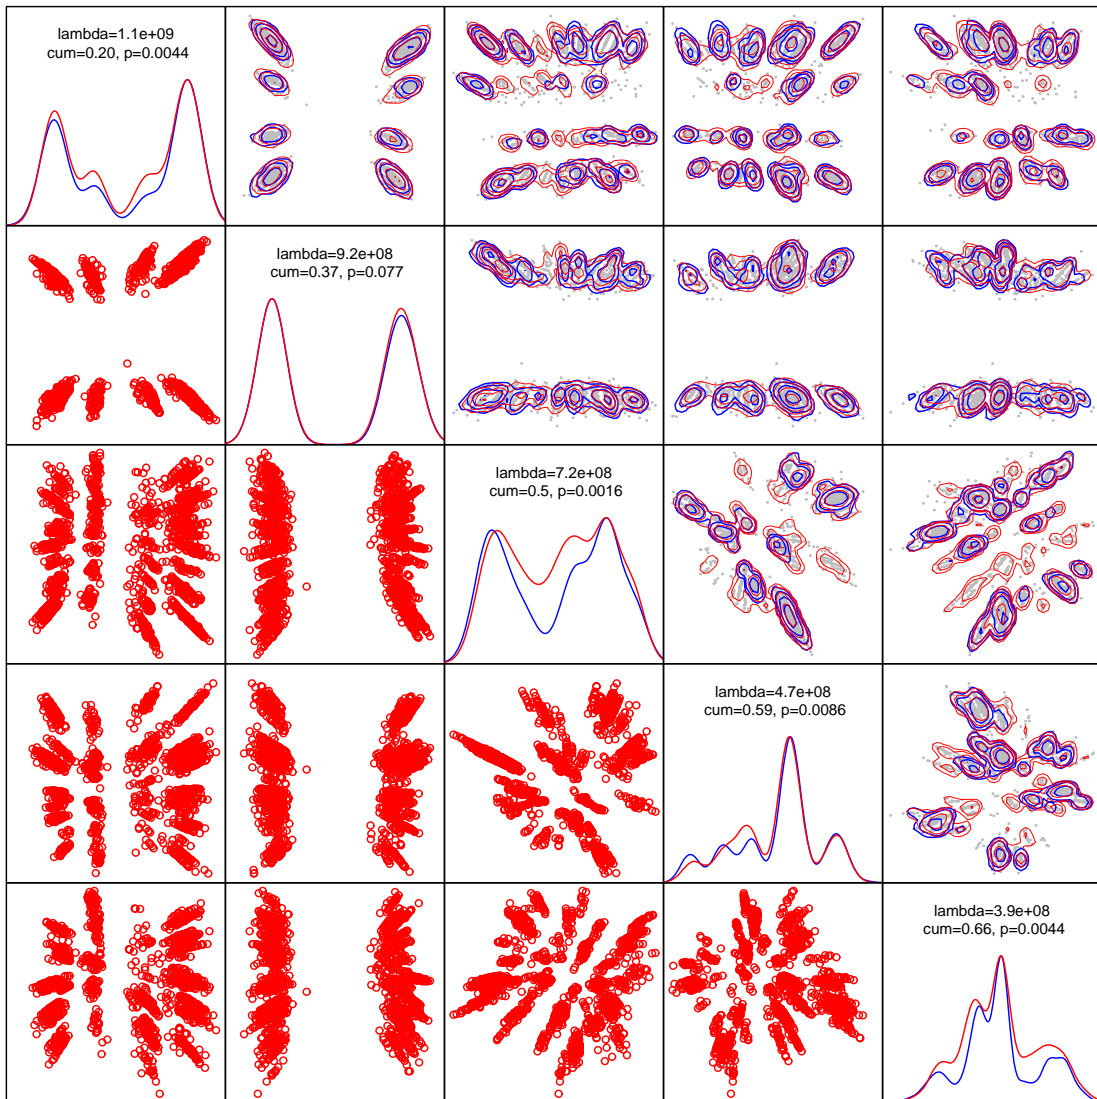 lambda=1.1e+09
cum=0.20, p=0.0044
lambda=9.2e+08
cum=0.37, p=0.077
lambda=7.2e+08
cum=0.5, p=0.0016
lambda=4.7e+08
cum=0.59, p=0.0086
lambda=3.9e+08
cum=0.66, p=0.0044